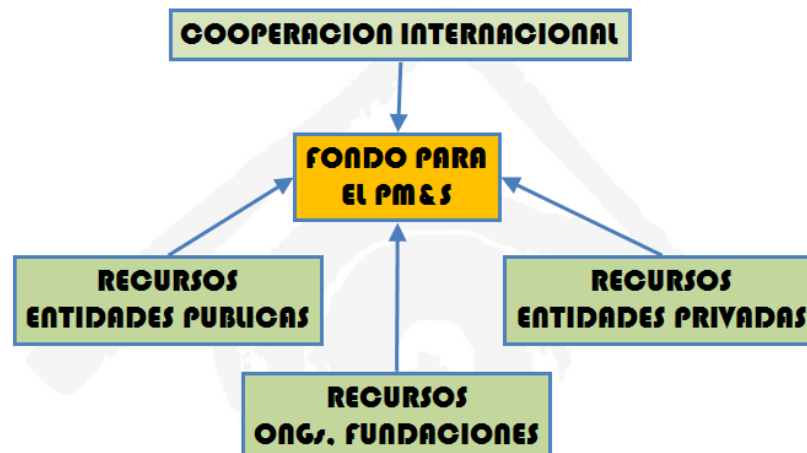 COOPERACION INTERNACIONAL
FONDO PARA
EL PM&S
RECURSOS
ENTIDADES PUBLICAS
RECURSOS
ENTIDADES PRIVADAS
RECURSOS
ONGs, FUNDACIONES